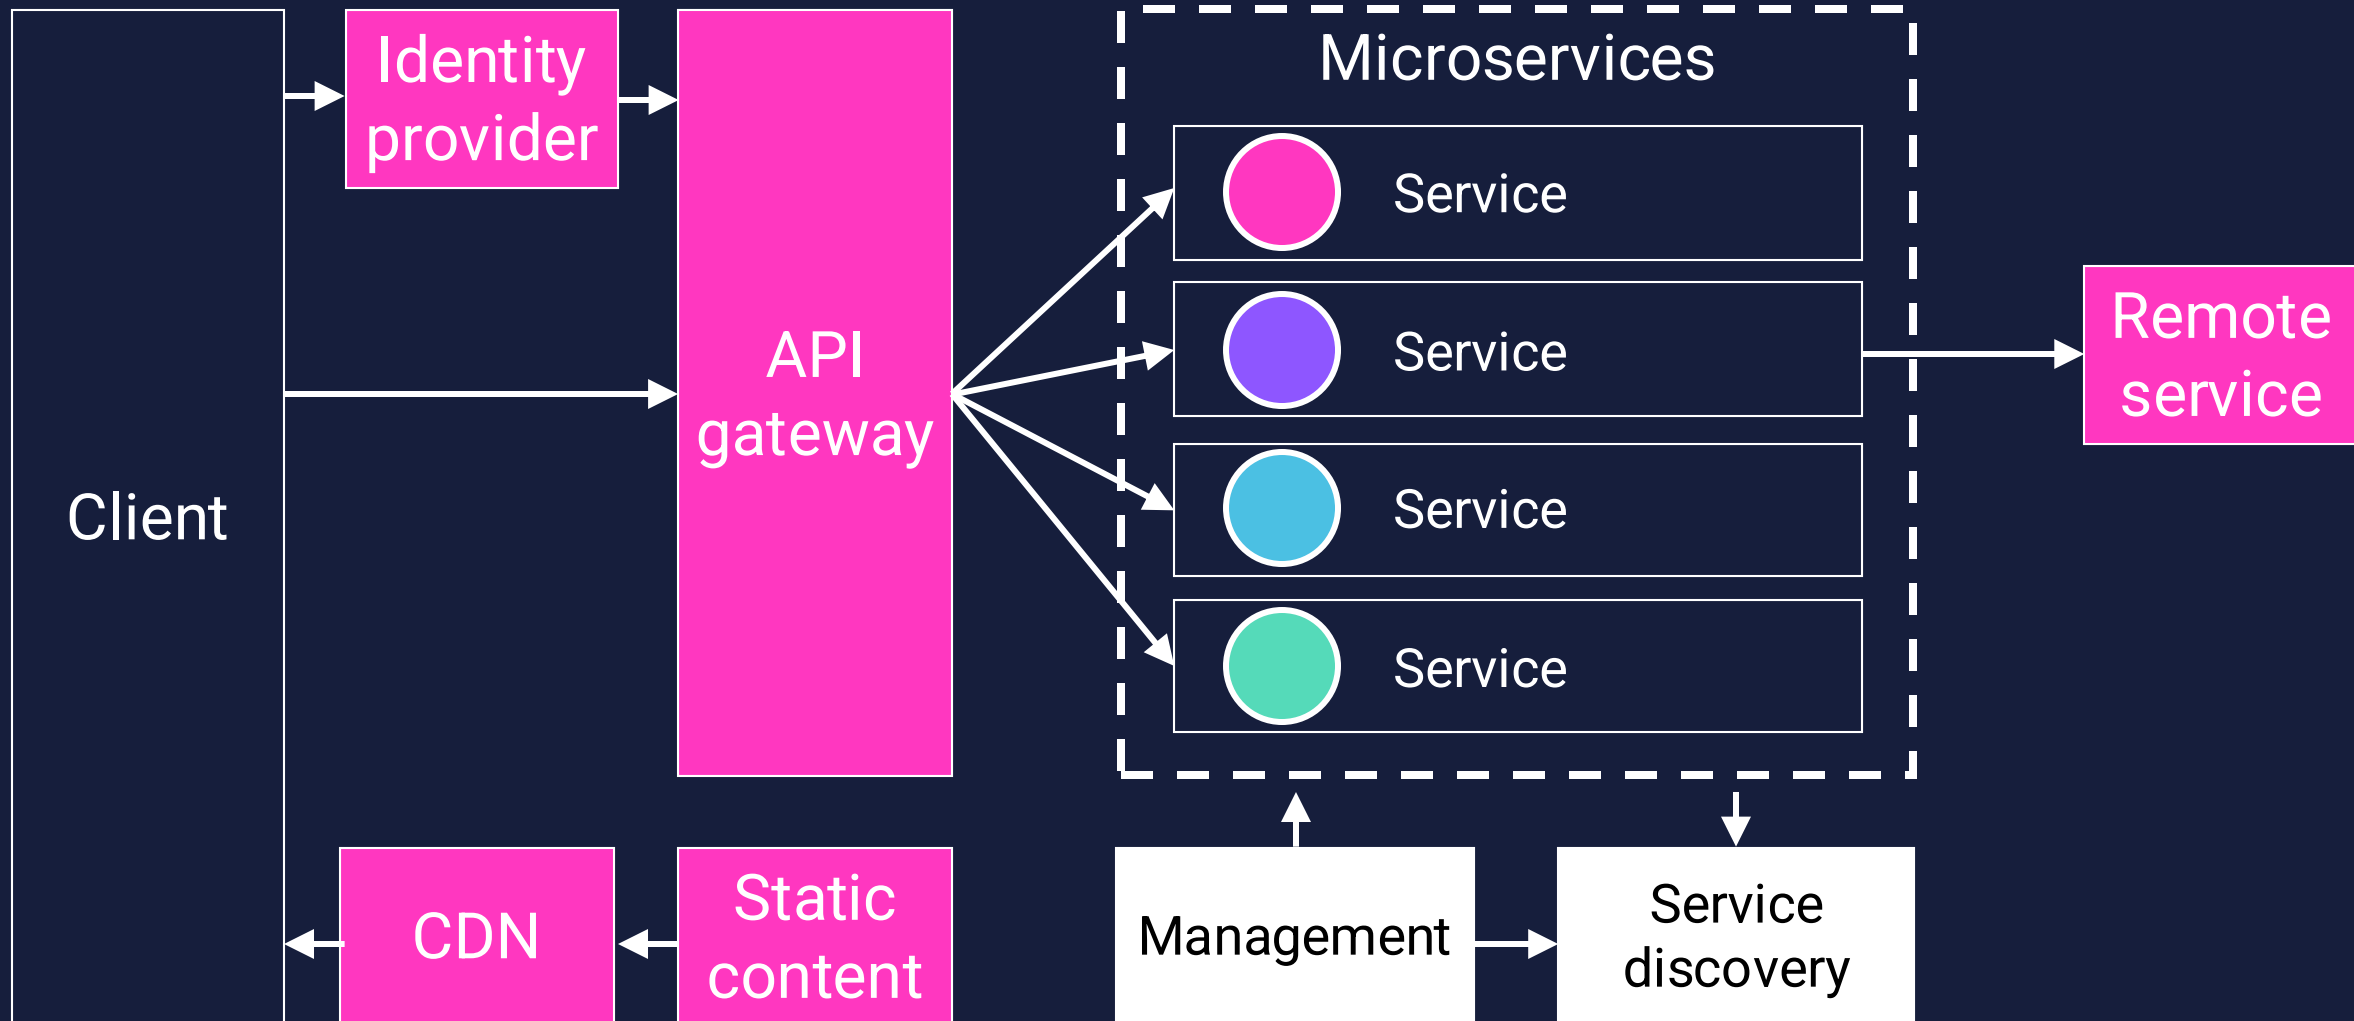 Identity
provider
Microservices
Service
API
gateway
Service
Remote
service
Client
Service
Service
CDN
Static
content
Management
Service
discovery